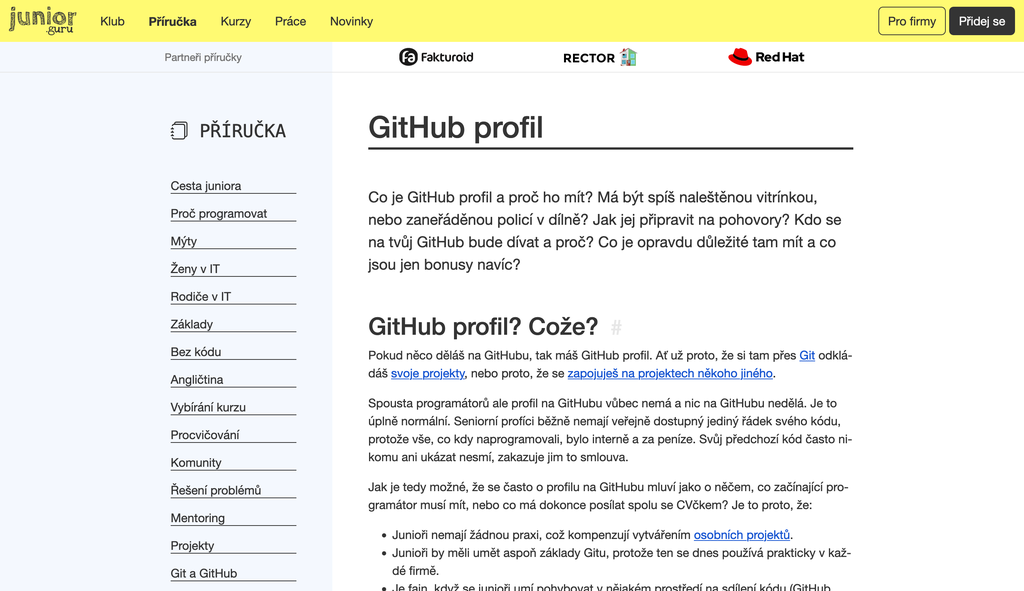 junior
.guru
Klub
Příručka
Kurzy
Práce
Novinky
Pro firmy
Přidej se
Partneři příručky
Fakturoid
RECTOR
Red Hat
PŘÍRUČKA
Cesta juniora
Proč programovat
Mýty
Ženy v IT
Rodiče v IT
Základy
Bez kódu
Angličtina
Vybírání kurzu
Procvičování
Komunity
Řešení problémů
Mentoring
Projekty
Git a GitHub
GitHub profil
Co je GitHub profil a proč ho mít? Má být spíš naleštěnou vitrínkou,
nebo zaneřáděnou policí v dílně? Jak jej připravit na pohovory? Kdo se
na tvůj GitHub bude dívat a proč? Co je opravdu důležité tam mít a co
jsou jen bonusy navíc?
GitHub profil? Cože? #
Pokud něco děláš na GitHubu, tak máš GitHub profil. Ať už proto, že si tam přes Git odklá-
dáš svoje projekty, nebo proto, že se zapojuješ na projektech někoho jiného.
Spousta programátorů ale profil na GitHubu vůbec nemá a nic na GitHubu nedělá. Je to
úplně normální. Seniorní profíci běžně nemají veřejně dostupný jediný řádek svého kódu,
protože vše, co kdy naprogramovali, bylo interně a za peníze. Svůj předchozí kód často ni-
komu ani ukázat nesmí, zakazuje jim to smlouva.
Jak je tedy možné, že se často o profilu na GitHubu mluví jako o něčem, co začínající pro-
gramátor musí mít, nebo co má dokonce posílat spolu se CVčkem? Je to proto, že:
• Junioři nemají žádnou praxi, což kompenzují vytvářením osobních projektů.
• Junioři by měli umět aspoň základy Gitu, protože ten se dnes používá prakticky v kaž-
dé firmě.
• Je fajn, když se junioři umí pohybovat v nějakém prostředí na sdílení kódu (GitHub,